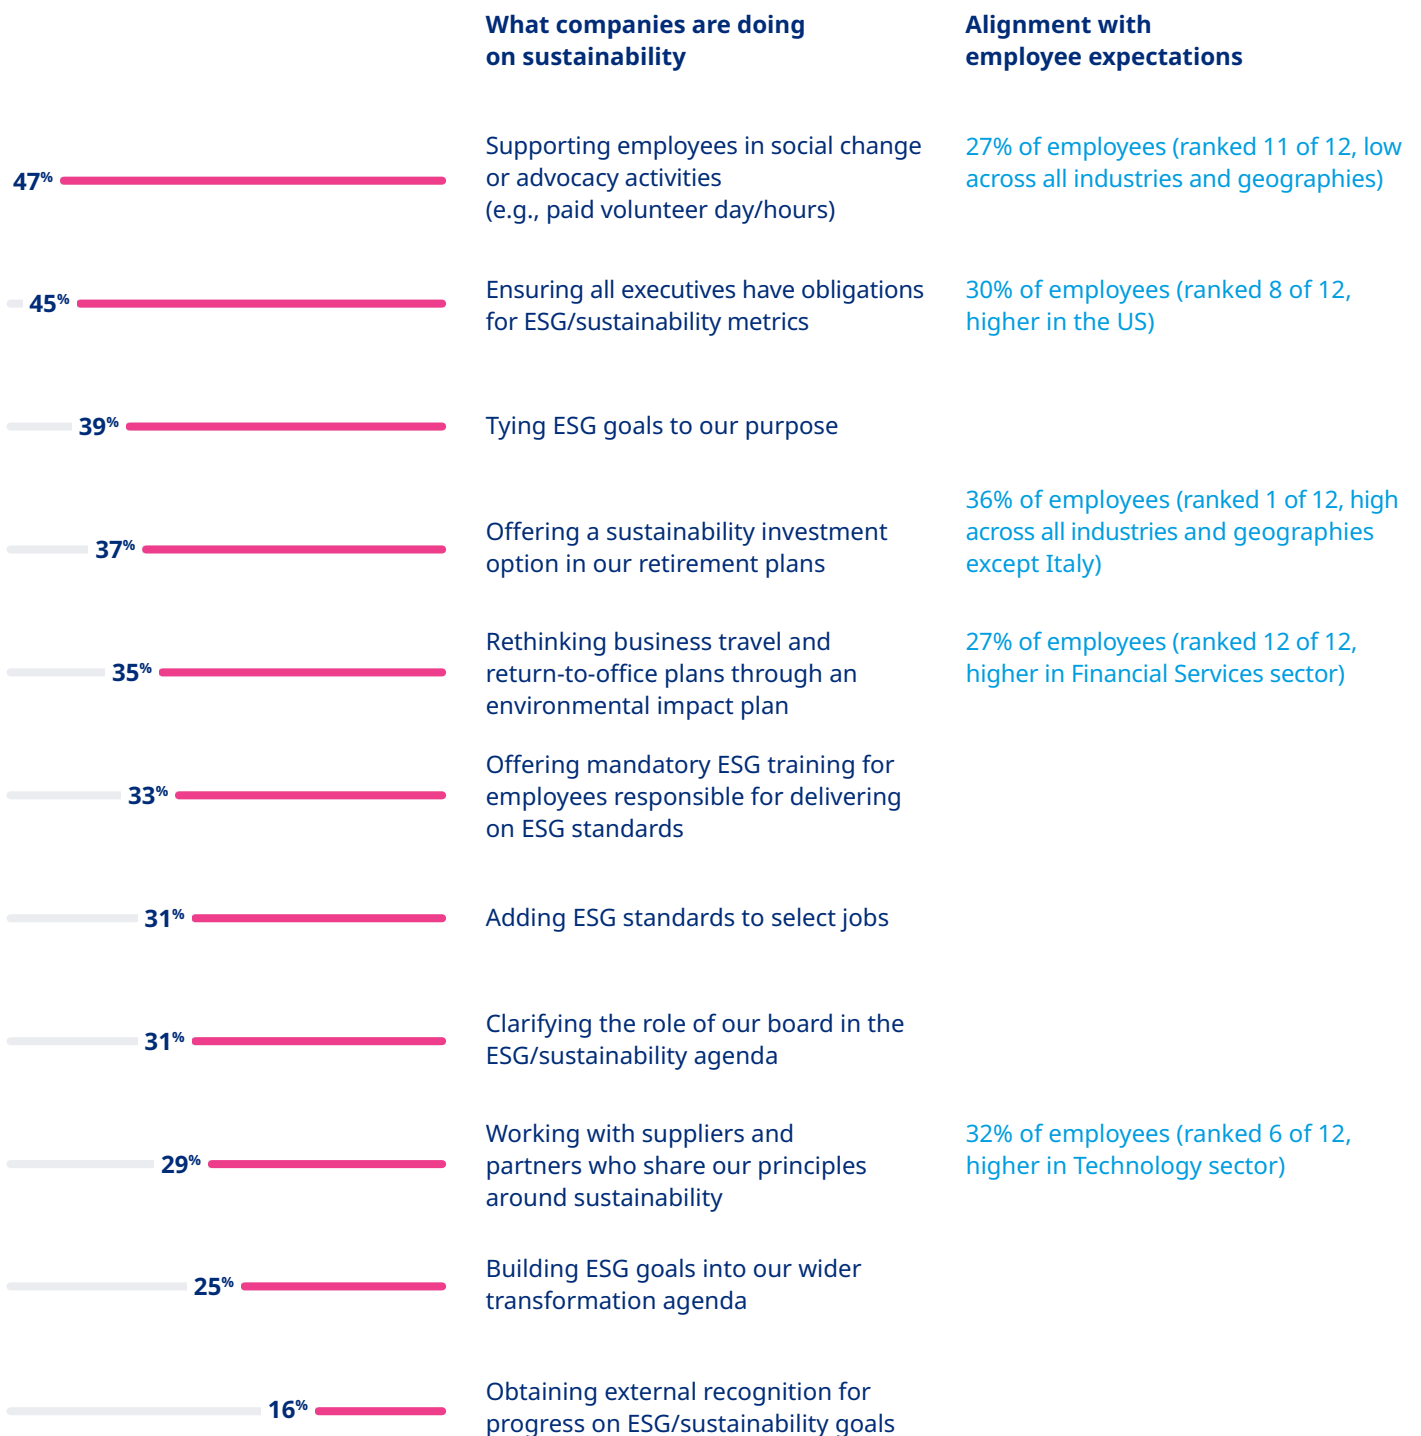 What companies are doing
on sustainability
Alignment with
employee expectations
47%
Supporting employees in social change
or advocacy activities
(e.g., paid volunteer day/hours)
27% of employees (ranked 11 of 12, low
across all industries and geographies)
45%
Ensuring all executives have obligations
for ESG/sustainability metrics
30% of employees (ranked 8 of 12,
higher in the US)
39%
Tying ESG goals to our purpose
37%
Offering a sustainability investment
option in our retirement plans
36% of employees (ranked 1 of 12, high
across all industries and geographies
except Italy)
35%
Rethinking business travel and
return-to-office plans through an
environmental impact plan
27% of employees (ranked 12 of 12,
higher in Financial Services sector)
33%
Offering mandatory ESG training for
employees responsible for delivering
on ESG standards
31%
Adding ESG standards to select jobs
31%
Clarifying the role of our board in the
ESG/sustainability agenda
29%
Working with suppliers and
partners who share our principles
around sustainability
32% of employees (ranked 6 of 12,
higher in Technology sector)
25%
Building ESG goals into our wider
transformation agenda
16%
Obtaining external recognition for
progress on ESG/sustainability goals